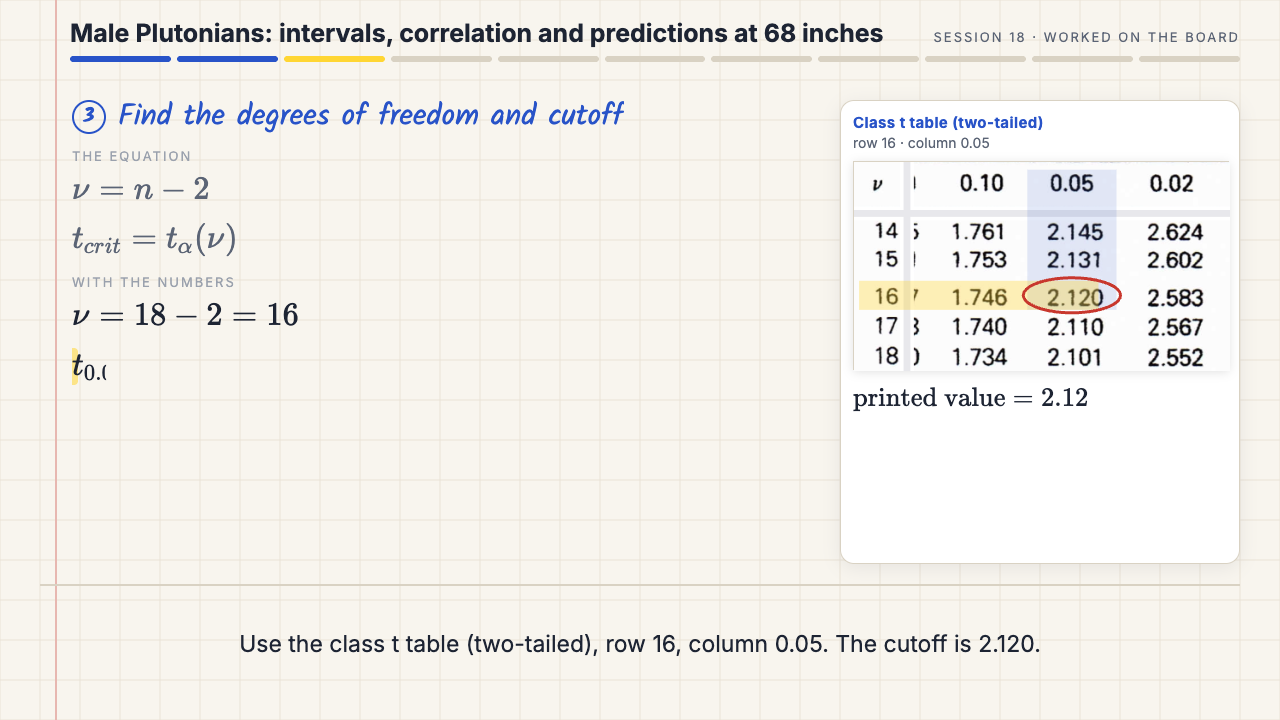 Male Plutonians: intervals, correlation and predictions at 68 inches
SESSION 18 · WORKED ON THE BOARD
3 Find the degrees of freedom and cutoff
THE EQUATION
ν = n − 2
t_crit = t_α(ν)
WITH THE NUMBERS
ν = 18 − 2 = 16
t_0.
Class t table (two-tailed)
row 16 · column 0.05
ν 0.10 0.05 0.02
14 1.761 2.145 2.624
15 1.753 2.131 2.602
16 1.746 2.120 2.583
17 1.740 2.110 2.567
18 1.734 2.101 2.552
printed value = 2.12
Use the class t table (two-tailed), row 16, column 0.05. The cutoff is 2.120.